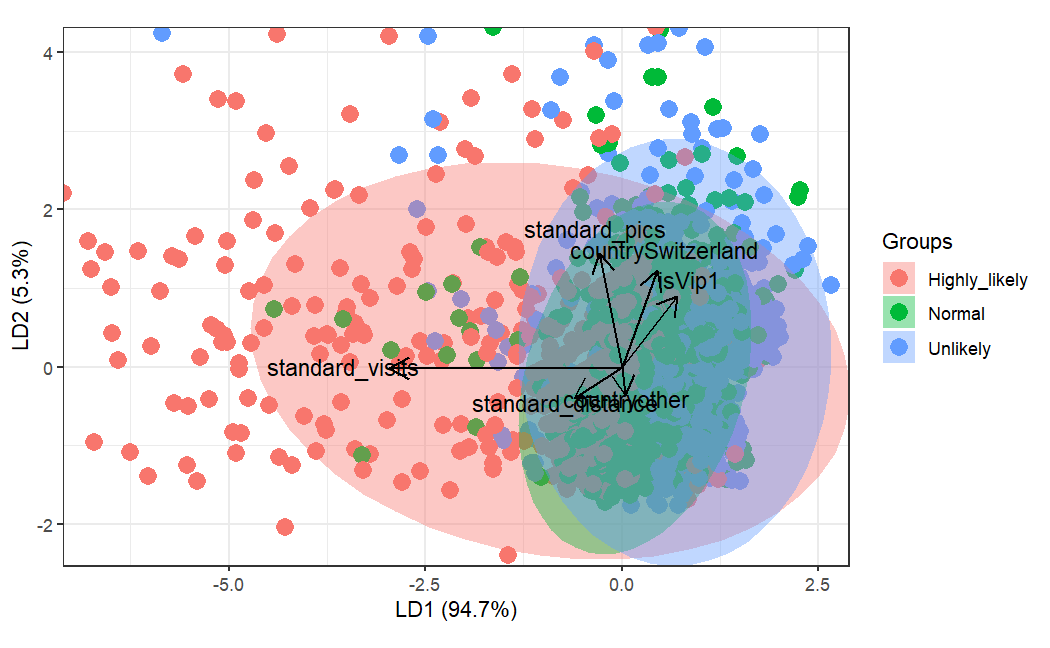 4
2
0
-2
-5.0
-2.5
0.0
2.5
LD1 (94.7%)
LD2 (5.3%)
standard_pics
countrySwitzerland
isVip1
standard_visits
standard_distance
countryother
Groups
Highly_likely
Normal
Unlikely